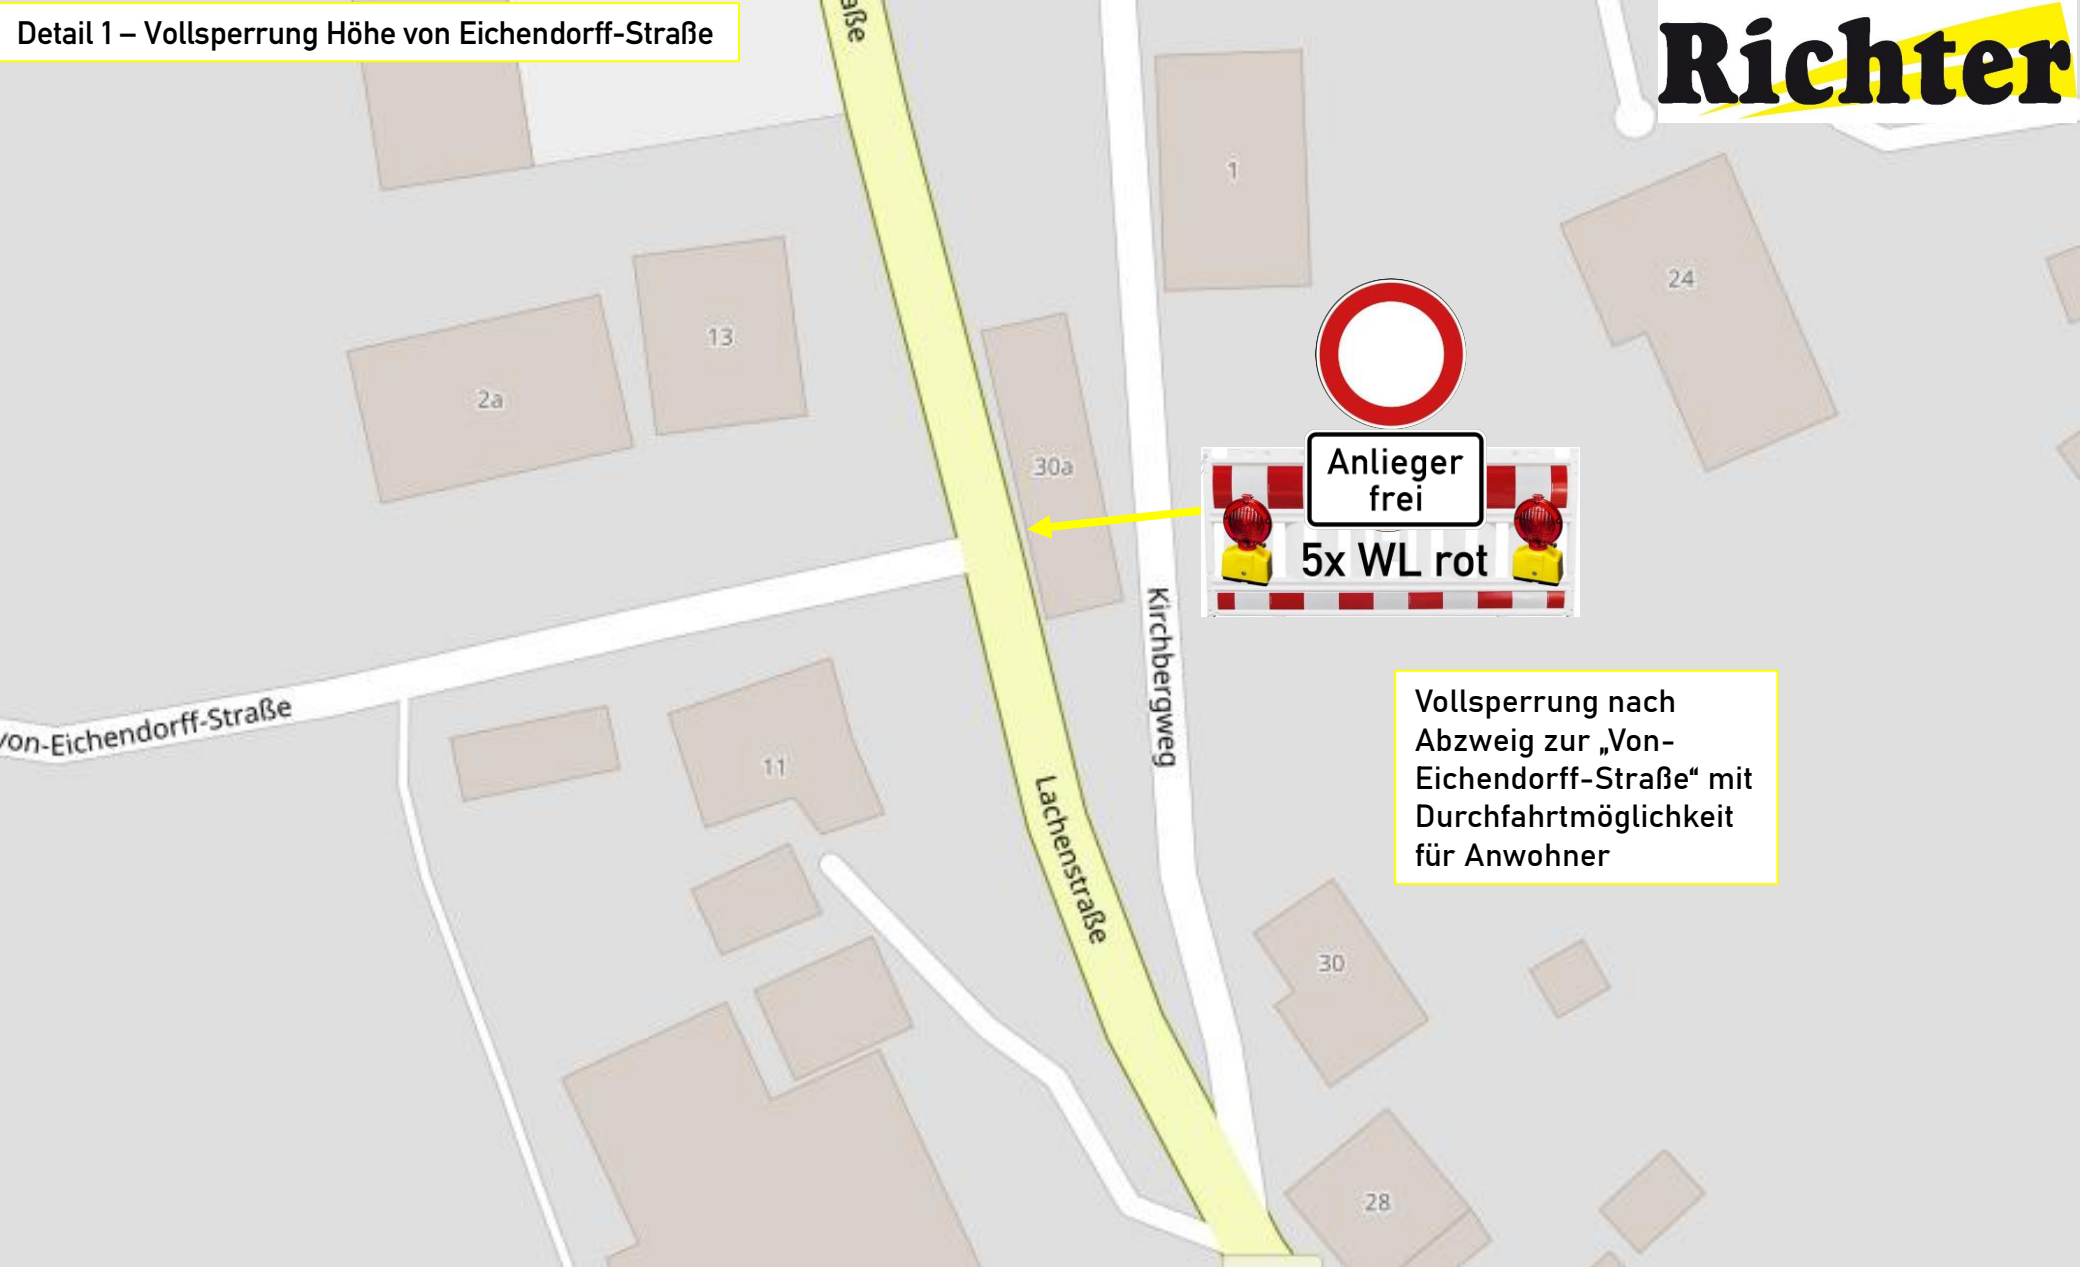 Detail 1 – Vollsperrung Höhe von Eichendorff-Straße
aße
Richter
1
24
13
2a
30a
Anlieger
frei
5x WL rot
Kirchbergweg
von-Eichendorff-Straße
11
Lachenstraße
Vollsperrung nach
Abzweig zur „Von-
Eichendorff-Straße“ mit
Durchfahrtmöglichkeit
für Anwohner
30
28